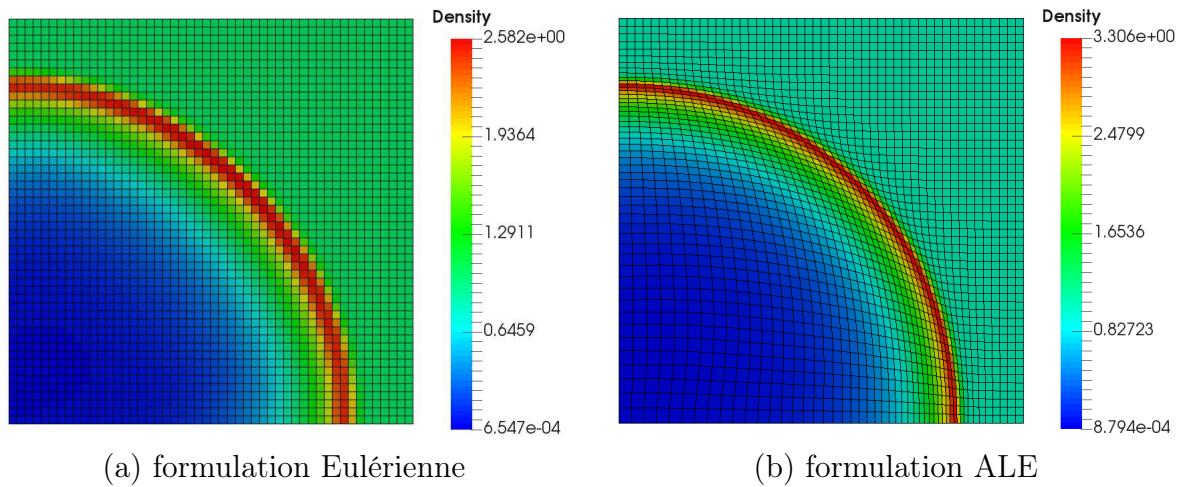 Density
2.582e+00
1.9364
1.2911
0.6459
6.547e-04
Density
3.306e+00
2.4799
1.6536
0.82723
8.794e-04
(a) formulation Eulérienne
(b) formulation ALE